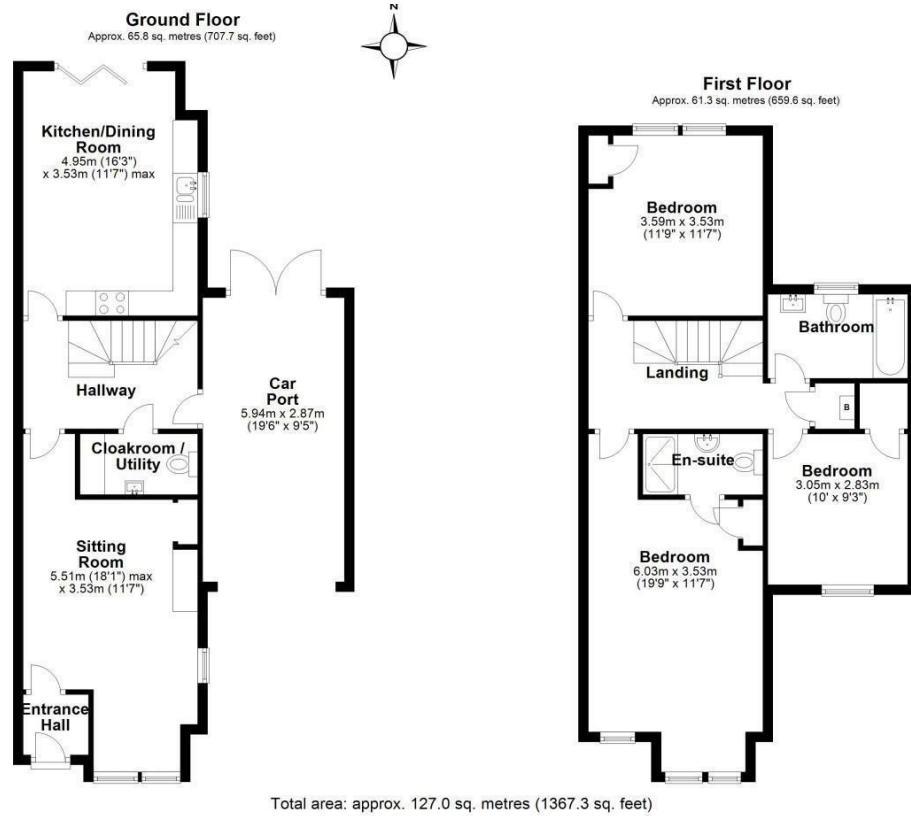 Ground Floor
Approx. 65.8 sq. metres (707.7 sq. feet)
N
Kitchen/Dining
Room
4.95m (16'3")
x 3.53m (11'7") max
Hallway
Car
Port
5.94m x 2.87m
(19'6" x 9'5")
Cloakroom /
Utility
Sitting
Room
5.51m (18'1") max
x 3.53m (11'7")
Entrance
Hall
First Floor
Approx. 61.3 sq. metres (659.6 sq. feet)
Bedroom
3.59m x 3.53m
(11'9" x 11'7")
Bathroom
Landing
B
En-suite
Bedroom
3.05m x 2.83m
(10' x 9'3")
Bedroom
6.03m x 3.53m
(19'9" x 11'7")
Total area: approx. 127.0 sq. metres (1367.3 sq. feet)